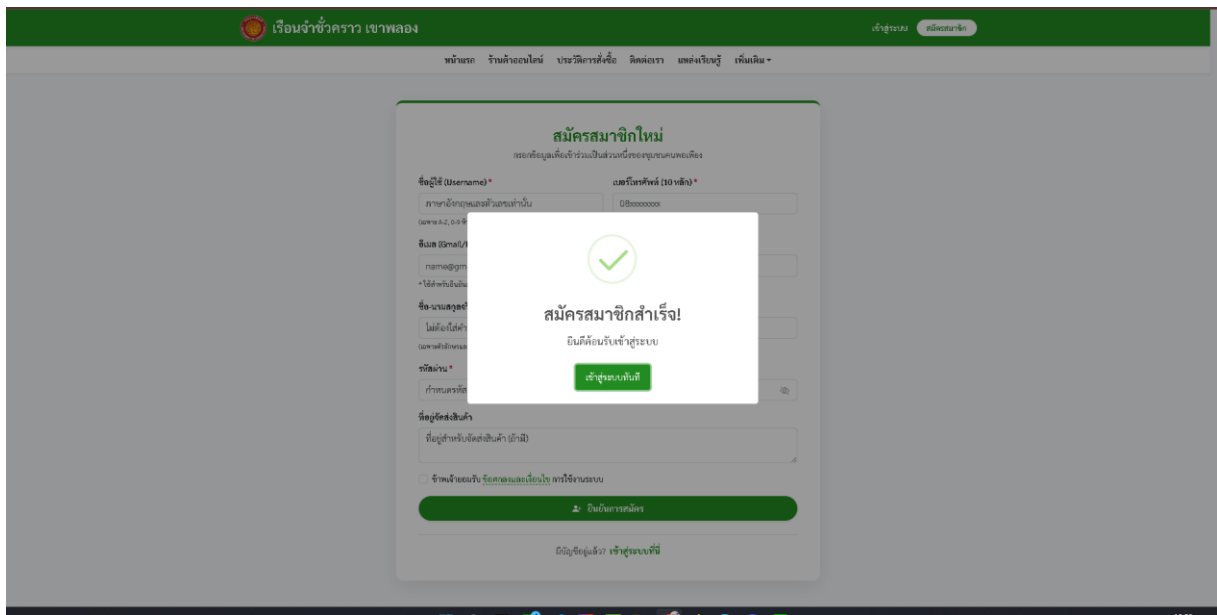 เรือนจำชั่วคราว เขาพลอง
เข้าสู่ระบบ สมัครสมาชิก
หน้าแรก ร้านค้าออนไลน์ ประวัติการสั่งซื้อ ติดต่อเรา แหล่งเรียนรู้ เพิ่มเติม
สมัครสมาชิกใหม่
กรอกข้อมูลเพื่อเข้าร่วมเป็นส่วนหนึ่งของชุมชนคนพอเพียง
ชื่อผู้ใช้ (Username) * เบอร์โทรศัพท์ (10 หลัก) *
ภาษาอังกฤษและตัวเลขเท่านั้น 08xxxxxxxx
อีเมล (Gmail/
name@gm
ชื่อ-นามสกุล
ไม่ต้องใส่คำ
สมัครสมาชิกสำเร็จ!
ยินดีต้อนรับเข้าสู่ระบบ
เข้าสู่ระบบทันที
รหัสผ่าน *
กำหนดรหัส
ที่อยู่จัดส่งสินค้า
ที่อยู่สำหรับจัดส่งสินค้า (ถ้ามี)
ข้าพเจ้ายอมรับ ข้อตกลงและเงื่อนไข การใช้งานระบบ
ยืนยันการสมัคร
มีบัญชีอยู่แล้ว? เข้าสู่ระบบที่นี่